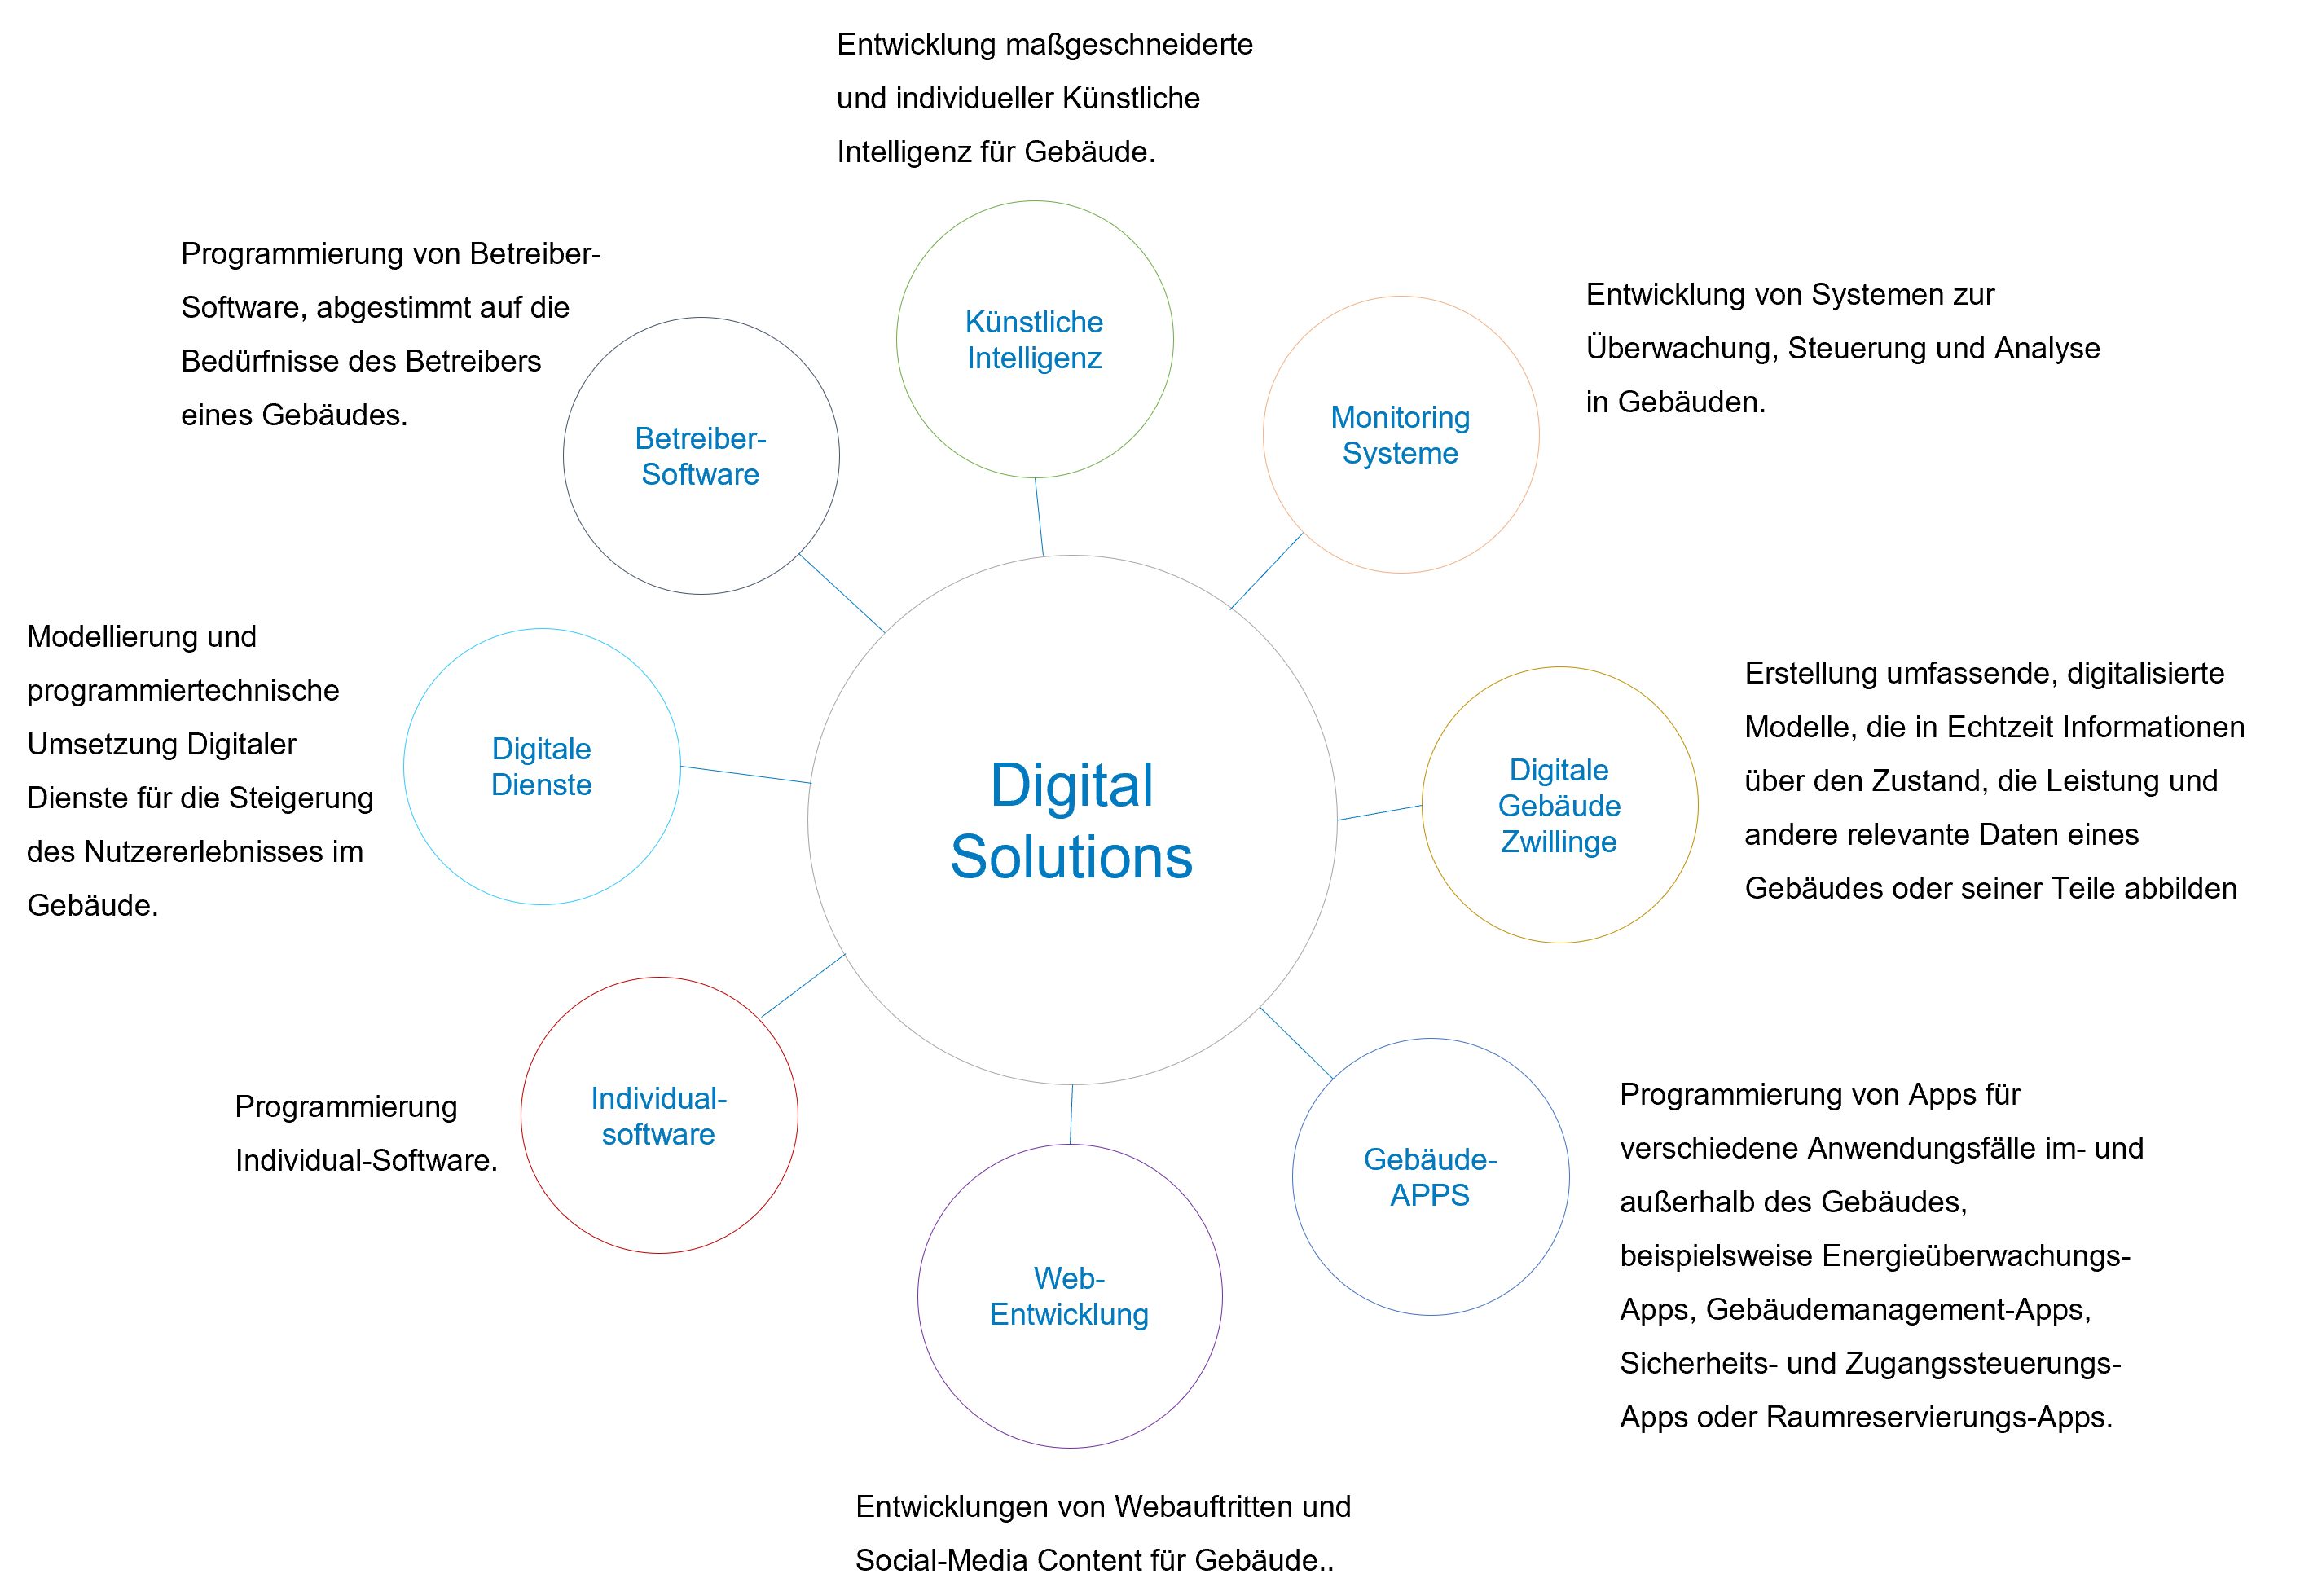 Entwicklung maßgeschneiderte
und individueller Künstliche
Intelligenz für Gebäude.
Künstliche
Intelligenz
Programmierung von Betreiber-
Software, abgestimmt auf die
Bedürfnisse des Betreibers
eines Gebäudes.
Betreiber-
Software
Entwicklung von Systemen zur
Überwachung, Steuerung und Analyse
in Gebäuden.
Monitoring
Systeme
Modellierung und
programmiertechnische
Umsetzung Digitaler
Dienste für die Steigerung
des Nutzererlebnisses im
Gebäude.
Digitale
Dienste
Digital
Solutions
Digitale
Gebäude
Zwillinge
Erstellung umfassende, digitalisierte
Modelle, die in Echtzeit Informationen
über den Zustand, die Leistung und
andere relevante Daten eines
Gebäudes oder seiner Teile abbilden
Programmierung
Individual-Software.
Individual-
software
Gebäude-
APPS
Programmierung von Apps für
verschiedene Anwendungsfälle im- und
außerhalb des Gebäudes,
beispielsweise Energieüberwachungs-
Apps, Gebäudemanagement-Apps,
Sicherheits- und Zugangssteuerungs-
Apps oder Raumreservierungs-Apps.
Web-
Entwicklung
Entwicklungen von Webauftritten und
Social-Media Content für Gebäude..